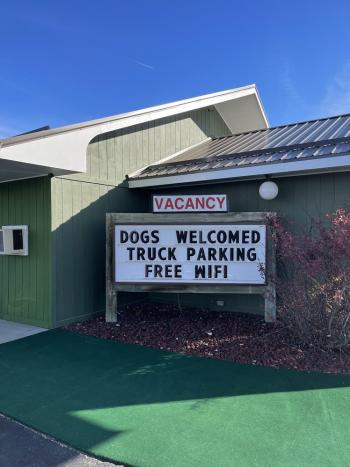 VACANCY
DOGS WELCOMED
TRUCK PARKING
FREE WIFI